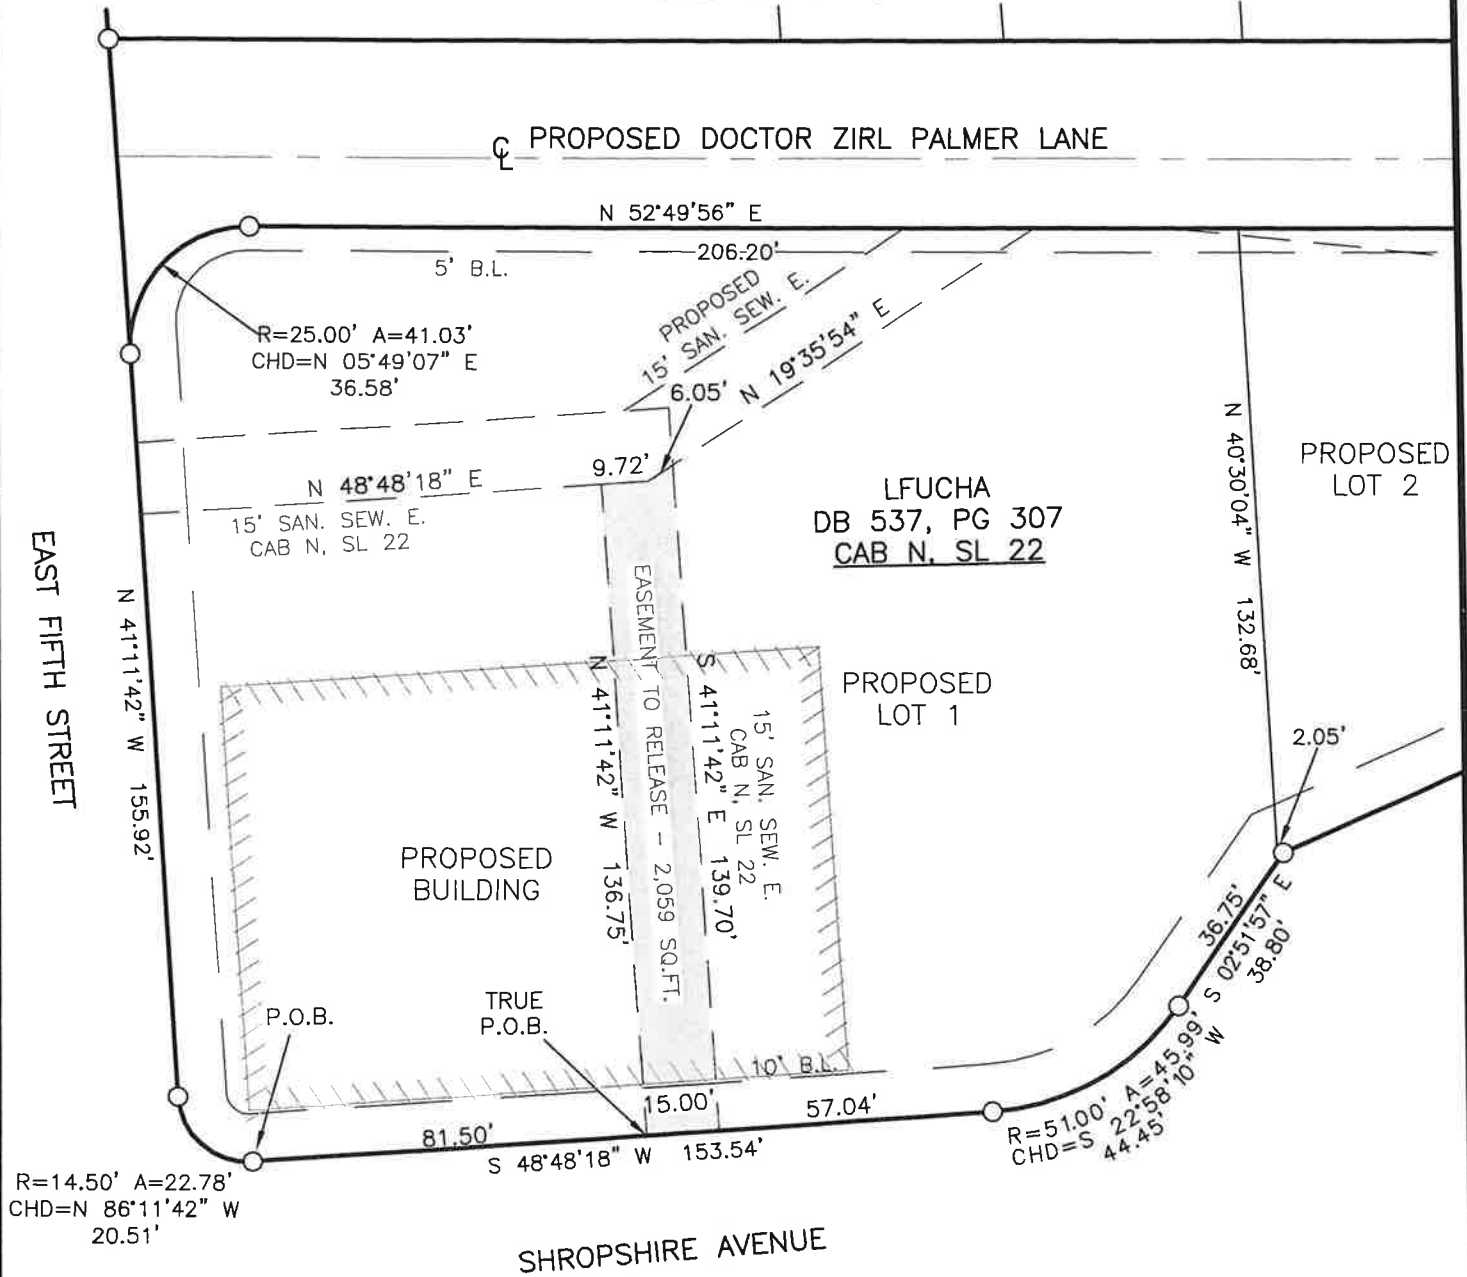 ℄ PROPOSED DOCTOR ZIRL PALMER LANE
N 52°49'56" E
206.20'
5' B.L.
PROPOSED
15' SAN. SEW. E.
N 19°35'54" E
R=25.00' A=41.03'
CHD=N 05°49'07" E
36.58'
6.05'
9.72'
N 48°48'18" E
15' SAN. SEW. E.
CAB N, SL 22
LFUCHA
DB 537, PG 307
CAB N, SL 22
N 40°30'04" W 132.68'
PROPOSED
LOT 2
EAST FIFTH STREET
N 41°11'42" W 155.92'
EASEMENT TO RELEASE - 2,059 SQ.FT.
N 41°11'42" W 136.75'
S 41°11'42" E 139.70'
15' SAN. SEW. E.
CAB N, SL 22
PROPOSED
LOT 1
2.05'
PROPOSED
BUILDING
36.75'
S 02°51'57" E
38.80'
P.O.B.
TRUE
P.O.B.
10' B.L.
15.00'
57.04'
81.50'
S 48°48'18" W 153.54'
R=51.00' A=45.99'
CHD=S 22°58'10" W
44.45'
R=14.50' A=22.78'
CHD=N 86°11'42" W
20.51'
SHROPSHIRE AVENUE